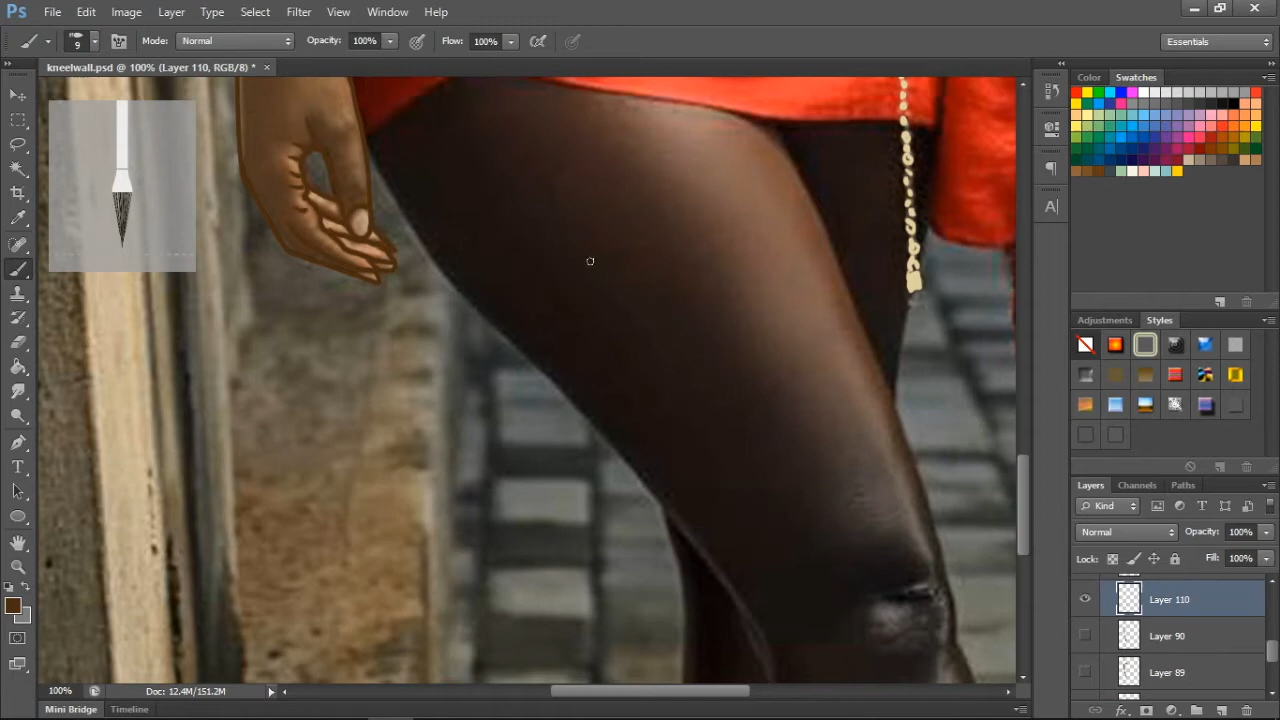 Ps File Edit Image Layer Type Select Filter View Window Help
9 Mode: Normal Opacity: 100% Flow: 100% Essentials
kneelwall.psd @ 100% (Layer 110, RGB/8) * ×
Color Swatches
A
Adjustments Styles
Layers Channels Paths
Kind T
Normal Opacity: 100%
Lock: Fill: 100%
Layer 110
Layer 90
Layer 89
fx
T
100% Doc: 12.4M/151.2M
Mini Bridge Timeline